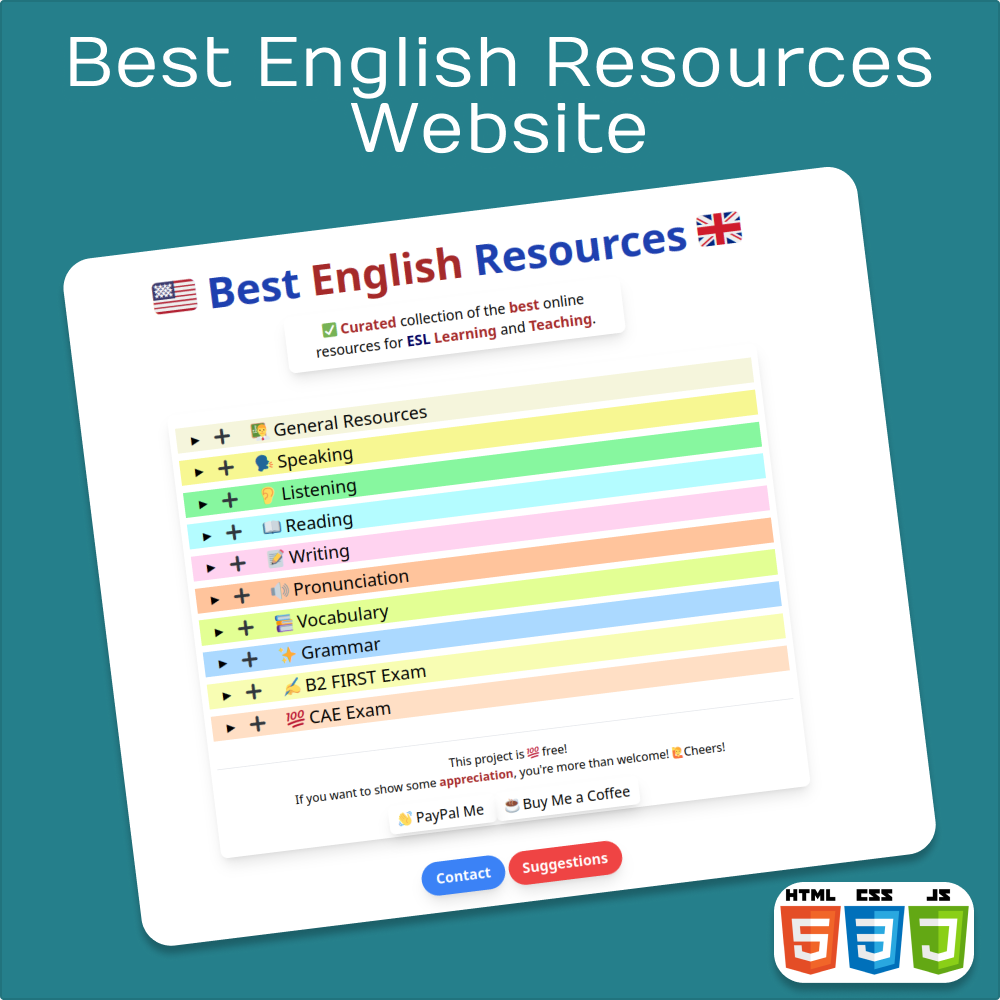 Best English Resources
Website
Best English Resources
✅ Curated collection of the best online
resources for ESL Learning and Teaching.
► ➕ General Resources
► ➕ Speaking
► ➕ Listening
► ➕ Reading
► ➕ Writing
► ➕ Pronunciation
► ➕ Vocabulary
► ➕ Grammar
► ➕ B2 FIRST Exam
► ➕ 💯 CAE Exam
This project is 💯 free!
If you want to show some appreciation, you're more than welcome! Cheers!
PayPal Me
Buy Me a Coffee
Contact
Suggestions
HTML CSS JS
5 3 J